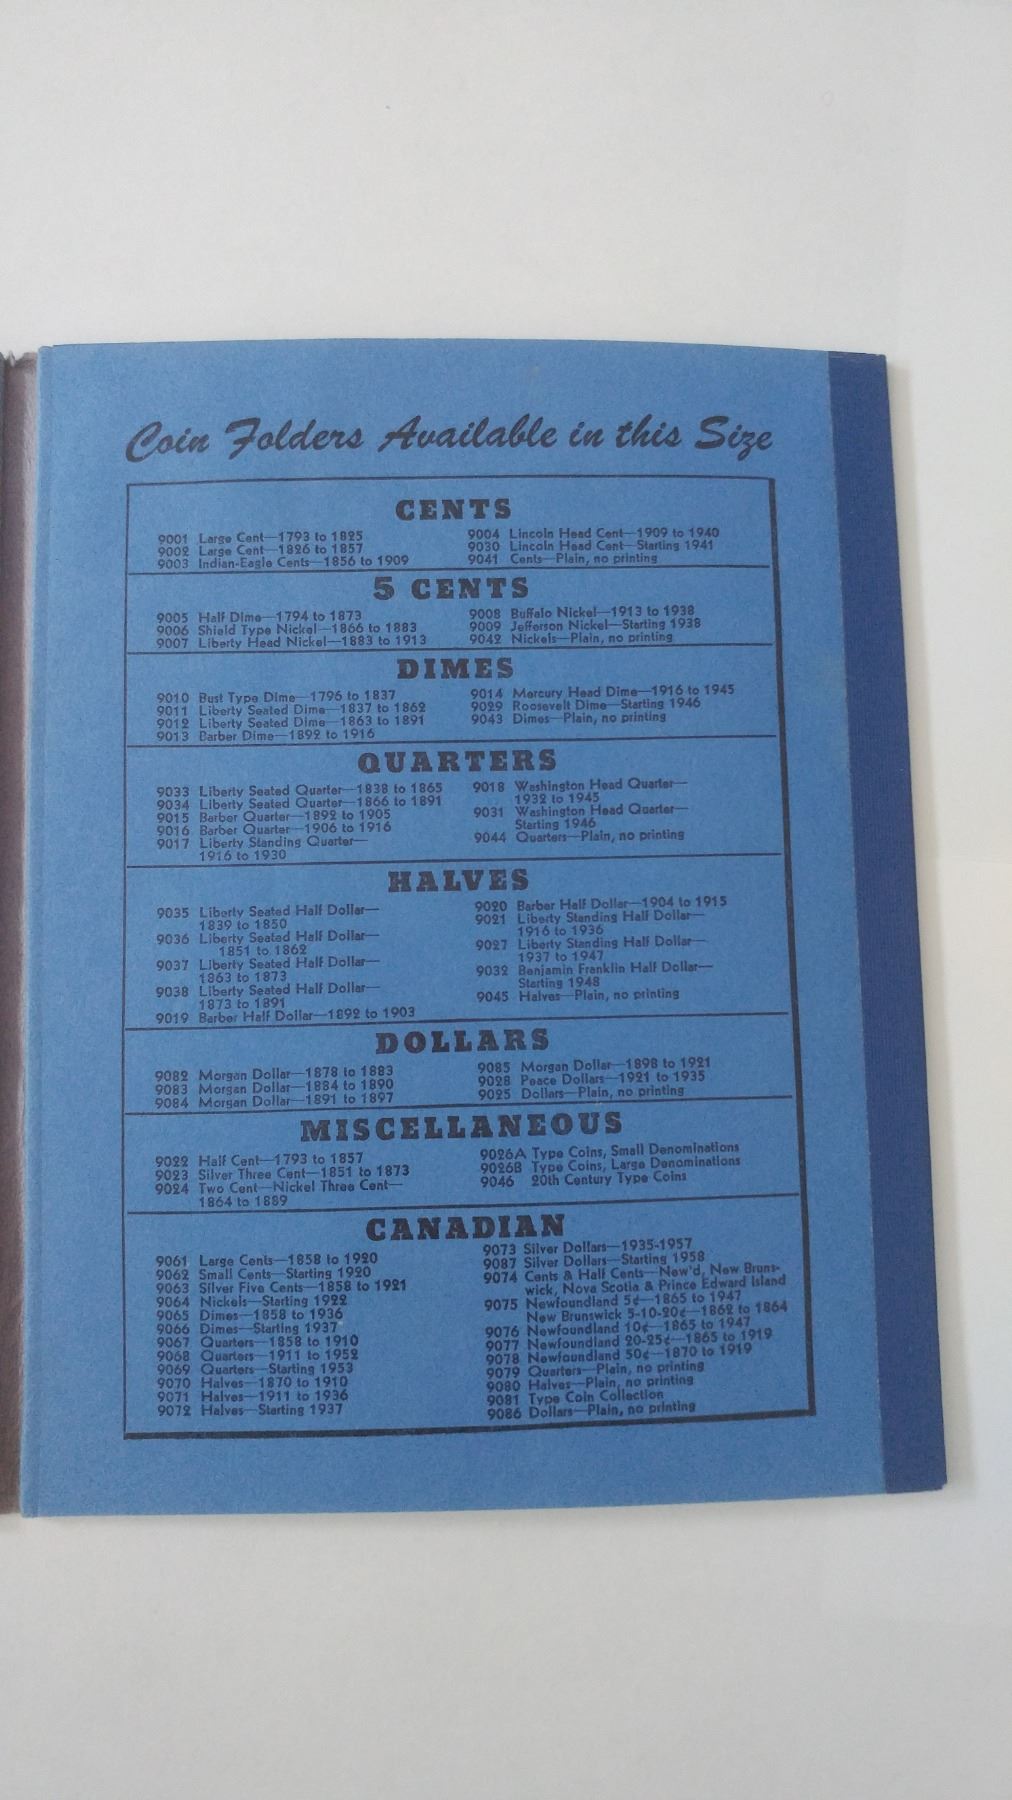 Coin Folders Available in this Size
CENTS
9001 Large Cent—1793 to 1825
9002 Large Cent—1826 to 1857
9003 Indian-Eagle Cents—1856 to 1909
9004 Lincoln Head Cent—1909 to 1940
9030 Lincoln Head Cent—Starting 1941
9041 Cents—Plain, no printing
5 CENTS
9005 Half Dime—1794 to 1873
9006 Shield Type Nickel—1866 to 1883
9007 Liberty Head Nickel—1883 to 1913
9008 Buffalo Nickel—1913 to 1938
9009 Jefferson Nickel—Starting 1938
9042 Nickels—Plain, no printing
DIMES
9010 Bust Type Dime—1796 to 1837
9011 Liberty Seated Dime—1837 to 1862
9012 Liberty Seated Dime—1863 to 1891
9013 Barber Dime—1892 to 1916
9014 Mercury Head Dime—1916 to 1945
9029 Roosevelt Dime—Starting 1946
9043 Dimes—Plain, no printing
QUARTERS
9033 Liberty Seated Quarter—1838 to 1865
9034 Liberty Seated Quarter—1866 to 1891
9015 Barber Quarter—1892 to 1905
9016 Barber Quarter—1906 to 1916
9017 Liberty Standing Quarter—
1916 to 1930
9018 Washington Head Quarter—
1932 to 1945
9031 Washington Head Quarter—
Starting 1946
9044 Quarters—Plain, no printing
HALVES
9035 Liberty Seated Half Dollar—
1839 to 1850
9036 Liberty Seated Half Dollar—
1851 to 1862
9037 Liberty Seated Half Dollar—
1863 to 1873
9038 Liberty Seated Half Dollar—
1873 to 1891
9019 Barber Half Dollar—1892 to 1903
9020 Barber Half Dollar—1904 to 1915
9021 Liberty Standing Half Dollar—
1916 to 1936
9027 Liberty Standing Half Dollar—
1937 to 1947
9032 Benjamin Franklin Half Dollar—
Starting 1948
9045 Halves—Plain, no printing
DOLLARS
9082 Morgan Dollar—1878 to 1883
9083 Morgan Dollar—1884 to 1890
9084 Morgan Dollar—1891 to 1897
9085 Morgan Dollar—1898 to 1921
9028 Peace Dollars—1921 to 1935
9025 Dollars—Plain, no printing
MISCELLANEOUS
9022 Half Cent—1793 to 1857
9023 Silver Three Cent—1851 to 1873
9024 Two Cent—Nickel Three Cent—
1864 to 1889
9026A Type Coins, Small Denominations
9026B Type Coins, Large Denominations
9046 20th Century Type Coins
CANADIAN
9061 Large Cents—1858 to 1920
9062 Small Cents—Starting 1920
9063 Silver Five Cents—1858 to 1921
9064 Nickels—Starting 1922
9065 Dimes—1858 to 1936
9066 Dimes—Starting 1937
9067 Quarters—1858 to 1910
9068 Quarters—1911 to 1952
9069 Quarters—Starting 1953
9070 Halves—1870 to 1910
9071 Halves—1911 to 1936
9072 Halves—Starting 1937
9073 Silver Dollars—1935-1957
9087 Silver Dollars—Starting 1958
9074 Cents & Half Cents—New'd, New Bruns-
wick, Nova Scotia & Prince Edward Island
9075 Newfoundland 5¢—1865 to 1947
New Brunswick 5-10-20¢—1862 to 1864
9076 Newfoundland 10¢—1865 to 1947
9077 Newfoundland 20-25¢—1865 to 1919
9078 Newfoundland 50¢—1870 to 1919
9079 Quarters—Plain, no printing
9080 Halves—Plain, no printing
9081 Type Coin Collection
9086 Dollars—Plain, no printing